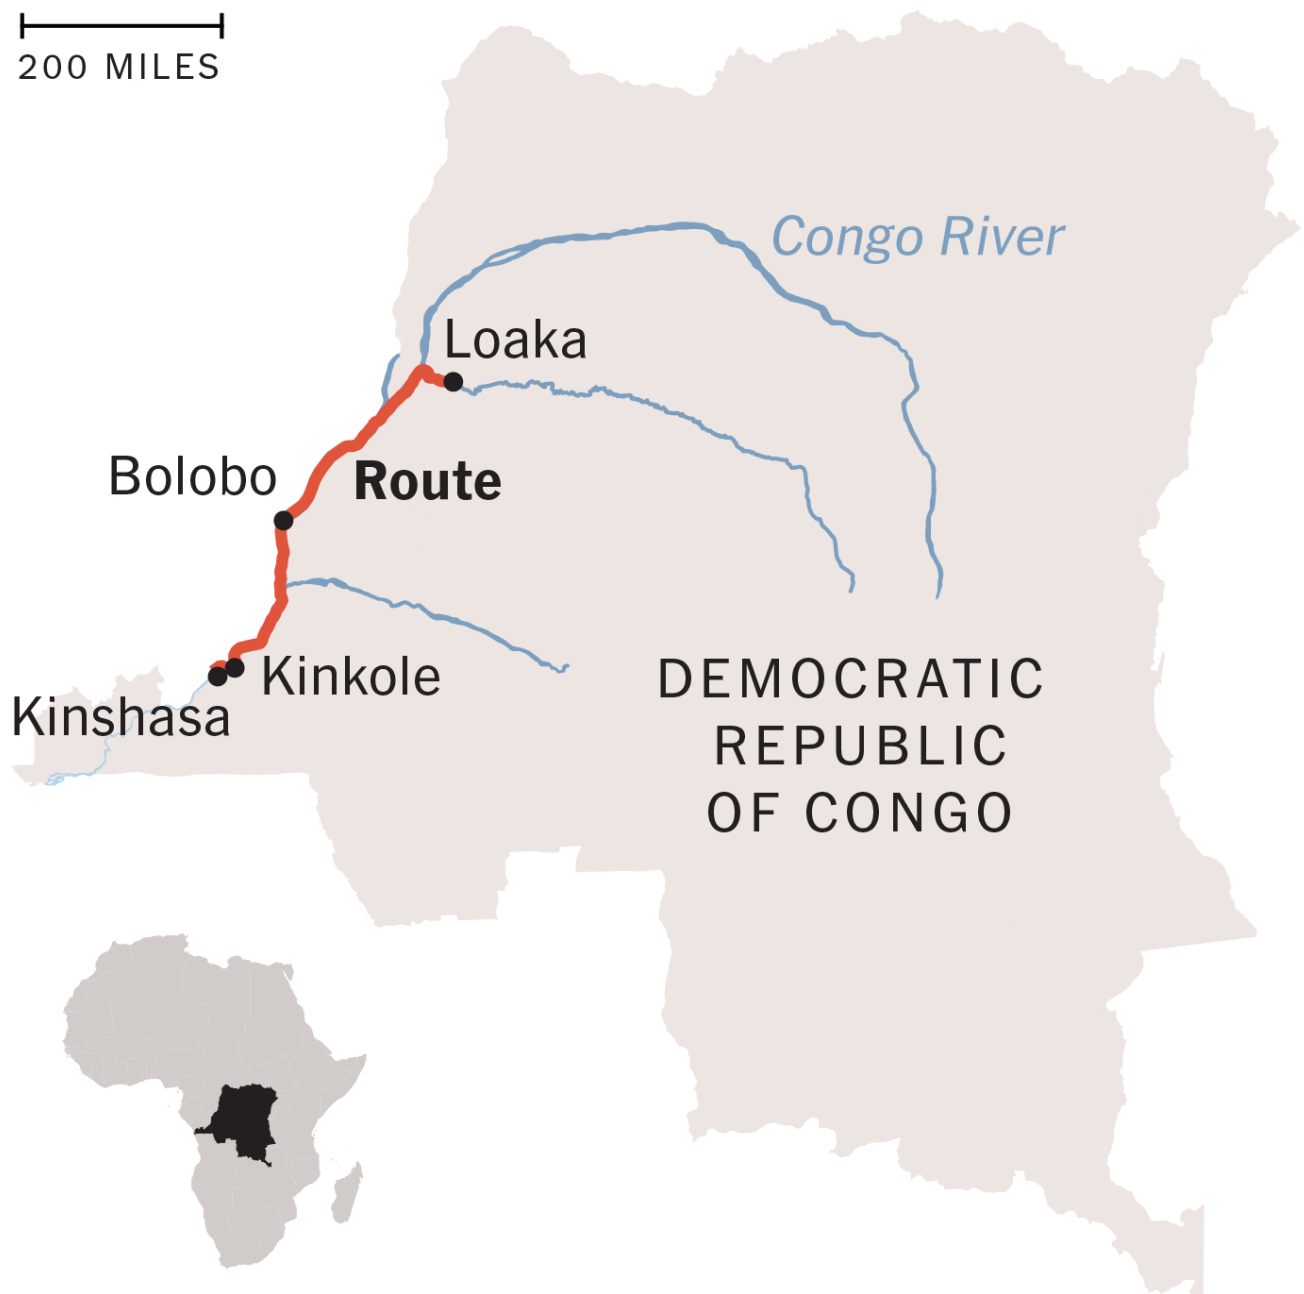 200 MILES
Congo River
Loaka
Bolobo
Route
Kinkole
Kinshasa
DEMOCRATIC
REPUBLIC
OF CONGO